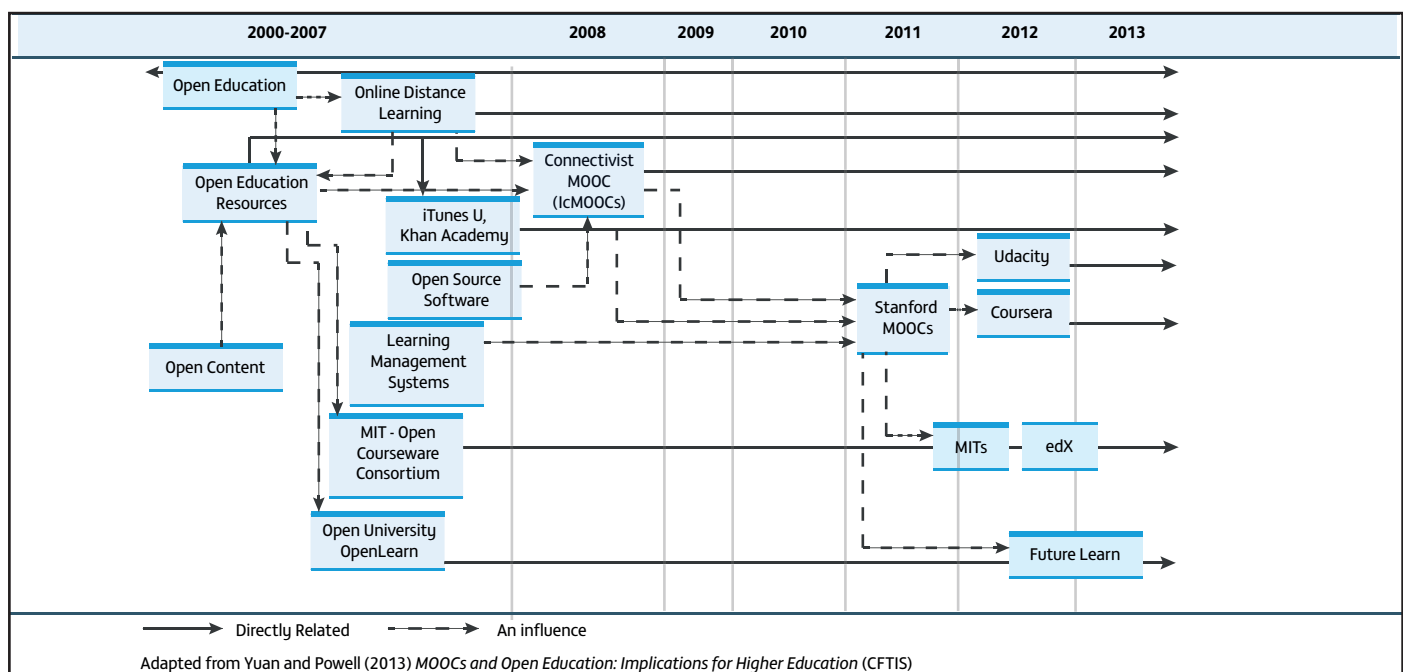 2000-2007 2008 2009 2010 2011 2012 2013
Open Education
Online Distance
Learning
Open Education
Resources
Connectivist
MOOC
(IcMOOCs)
iTunes U,
Khan Academy
Open Source
Software
Udacity
Stanford
MOOCs
Coursera
Learning
Management
Systems
Open Content
MIT - Open
Courseware
Consortium
MITs
edX
Open University
OpenLearn
Future Learn
Directly Related
An influence
Adapted from Yuan and Powell (2013) MOOCs and Open Education: Implications for Higher Education (CFTIS)